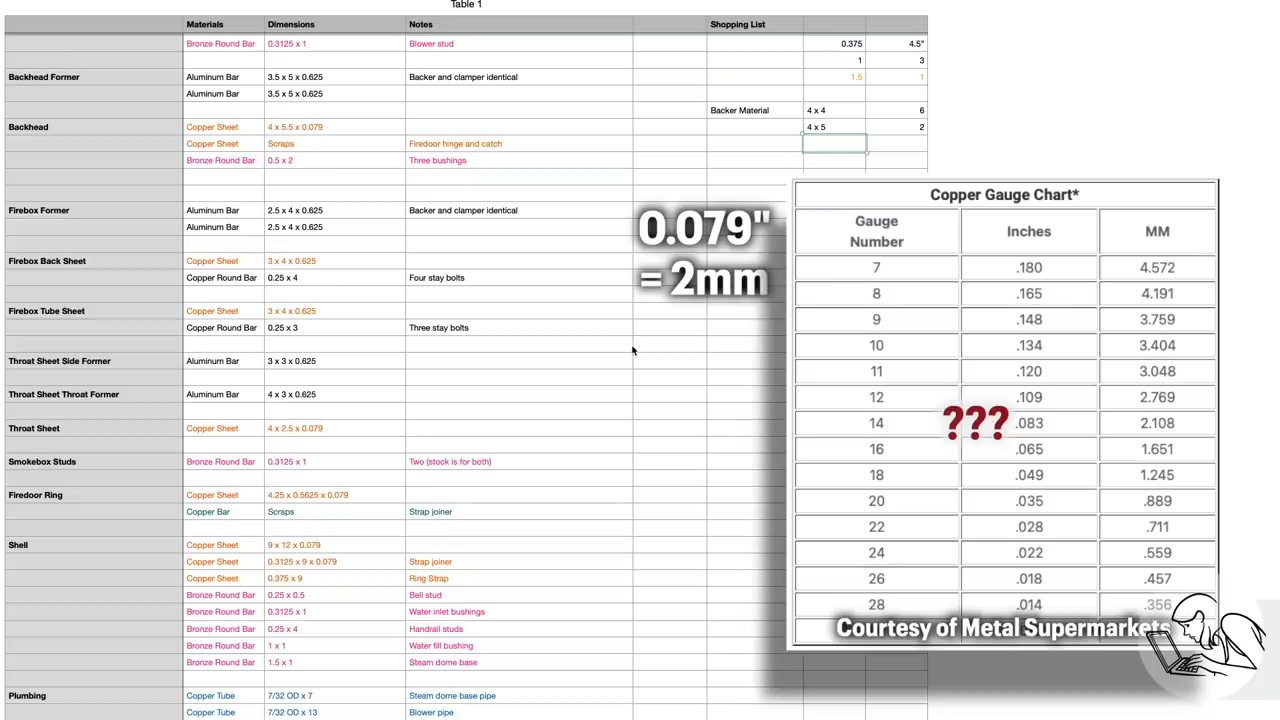 Table 1
Materials Dimensions Notes Shopping List
Bronze Round Bar 0.3125 x 1 Blower stud 0.375 4.5"
1 3
Backhead Former Aluminum Bar 3.5 x 5 x 0.625 Backer and clamper identical 1.5 1
Aluminum Bar 3.5 x 5 x 0.625
Backer Material 4 x 4 6
Backhead Copper Sheet 4 x 5.5 x 0.079 4 x 5 2
Copper Sheet Scraps Firedoor hinge and catch
Bronze Round Bar 0.5 x 2 Three bushings
Firebox Former Aluminum Bar 2.5 x 4 x 0.625 Backer and clamper identical
Aluminum Bar 2.5 x 4 x 0.625
Firebox Back Sheet Copper Sheet 3 x 4 x 0.625
Copper Round Bar 0.25 x 4 Four stay bolts
Firebox Tube Sheet Copper Sheet 3 x 4 x 0.625
Copper Round Bar 0.25 x 3 Three stay bolts
Throat Sheet Side Former Aluminum Bar 3 x 3 x 0.625
Throat Sheet Throat Former Aluminum Bar 4 x 3 x 0.625
Throat Sheet Copper Sheet 4 x 2.5 x 0.079
Smokebox Studs Bronze Round Bar 0.3125 x 1 Two (stock is for both)
Firedoor Ring Copper Sheet 4.25 x 0.5625 x 0.079
Copper Bar Scraps Strap joiner
Shell Copper Sheet 9 x 12 x 0.079
Copper Sheet 0.3125 x 9 x 0.079 Strap joiner
Copper Sheet 0.375 x 9 Ring Strap
Bronze Round Bar 0.25 x 0.5 Bell stud
Bronze Round Bar 0.3125 x 1 Water inlet bushings
Bronze Round Bar 0.25 x 4 Handrail studs
Bronze Round Bar 1 x 1 Water fill bushing
Bronze Round Bar 1.5 x 1 Steam dome base
Plumbing Copper Tube 7/32 OD x 7 Steam dome base pipe
Copper Tube 7/32 OD x 13 Blower pipe
0.079"
= 2mm
Copper Gauge Chart*
Gauge Number Inches MM
7 .180 4.572
8 .165 4.191
9 .148 3.759
10 .134 3.404
11 .120 3.048
12 .109 2.769
14 .083 2.108
???
16 .065 1.651
18 .049 1.245
20 .035 .889
22 .028 .711
24 .022 .559
26 .018 .457
28 .014 .356
Courtesy of Metal Supermarkets